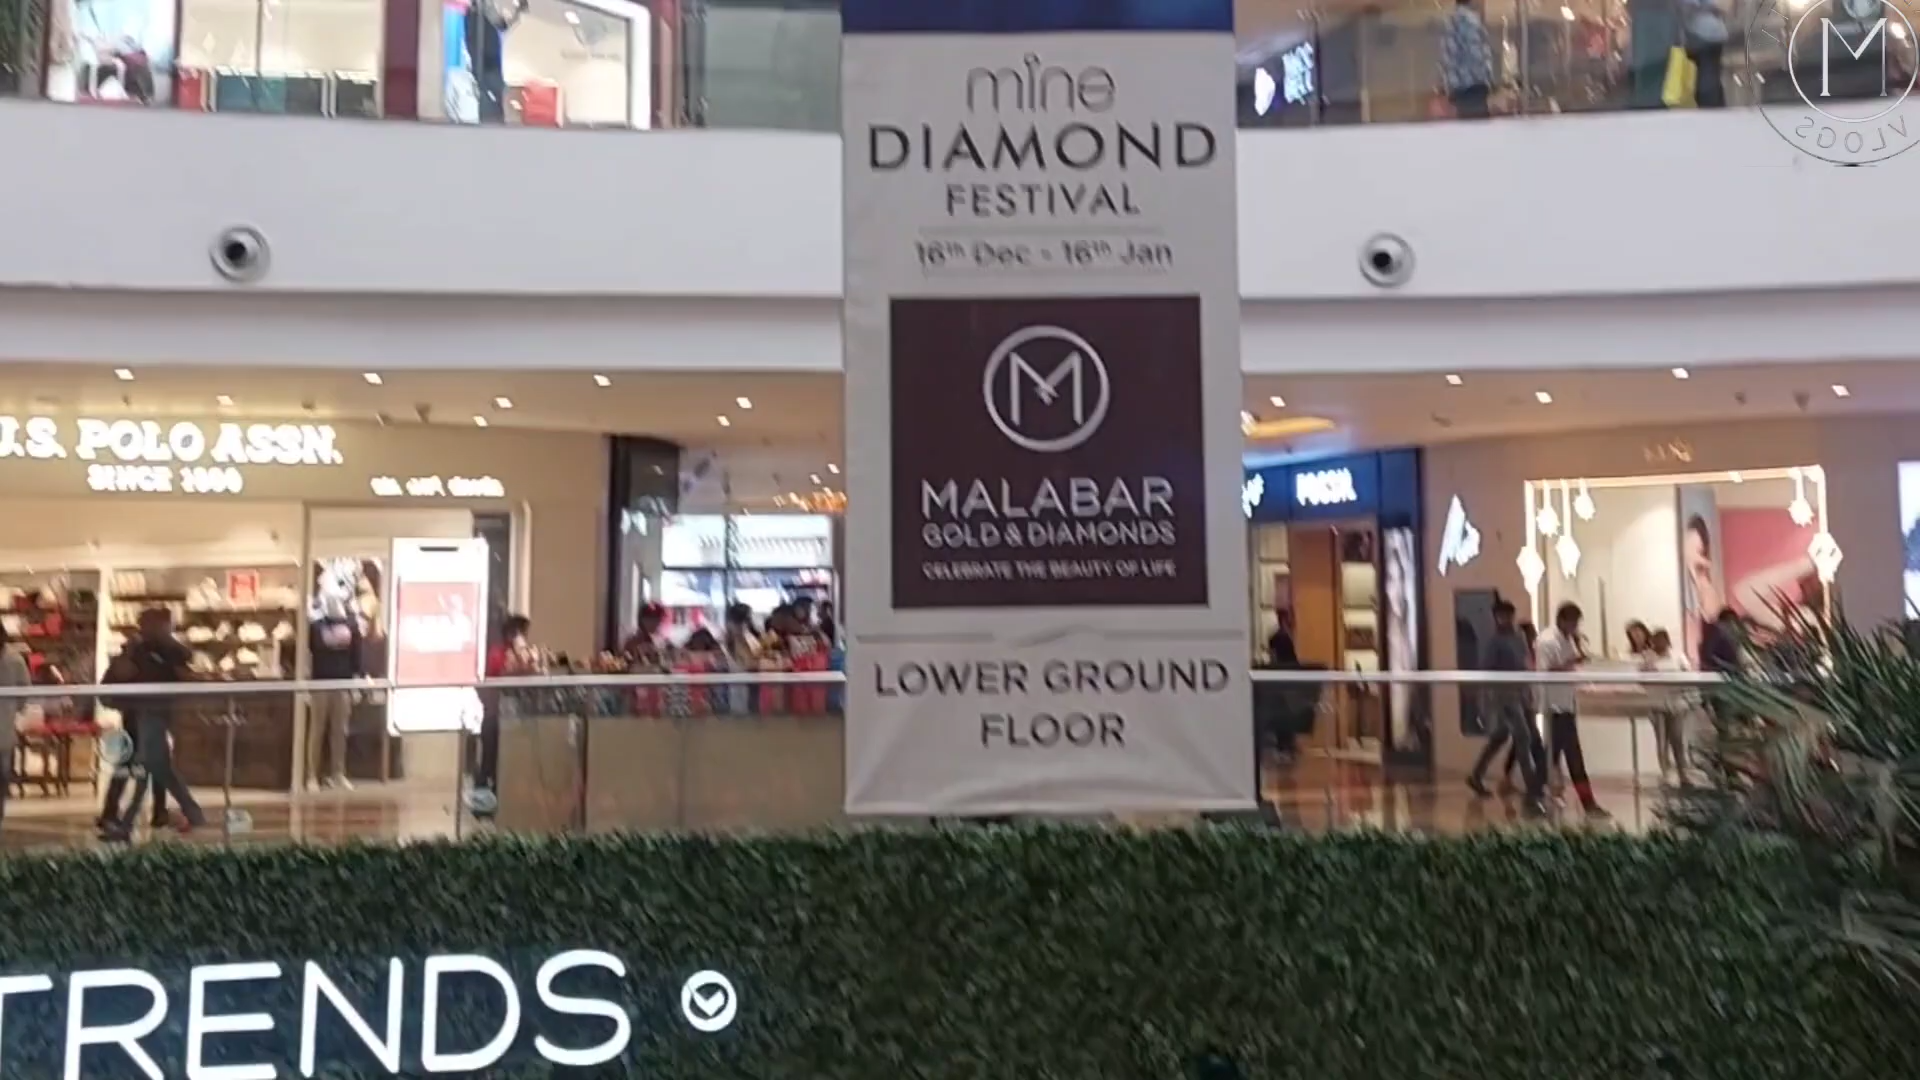 mine
DIAMOND
FESTIVAL
16th Dec - 16th Jan
M
MALABAR
GOLD & DIAMONDS
CELEBRATE THE BEAUTY OF LIFE
LOWER GROUND
FLOOR
U.S. POLO ASSN.
SINCE 1890
FOSSIL
TRENDS
M
VLOGS